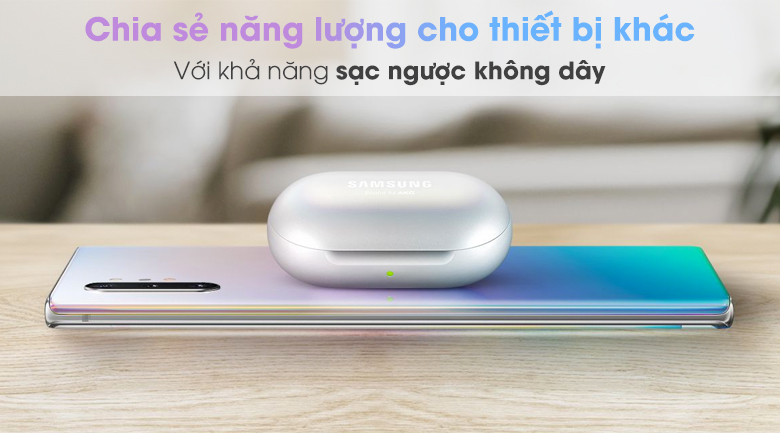 Chia sẻ năng lượng cho thiết bị khác
Với khả năng sạc ngược không dây
SAMSUNG